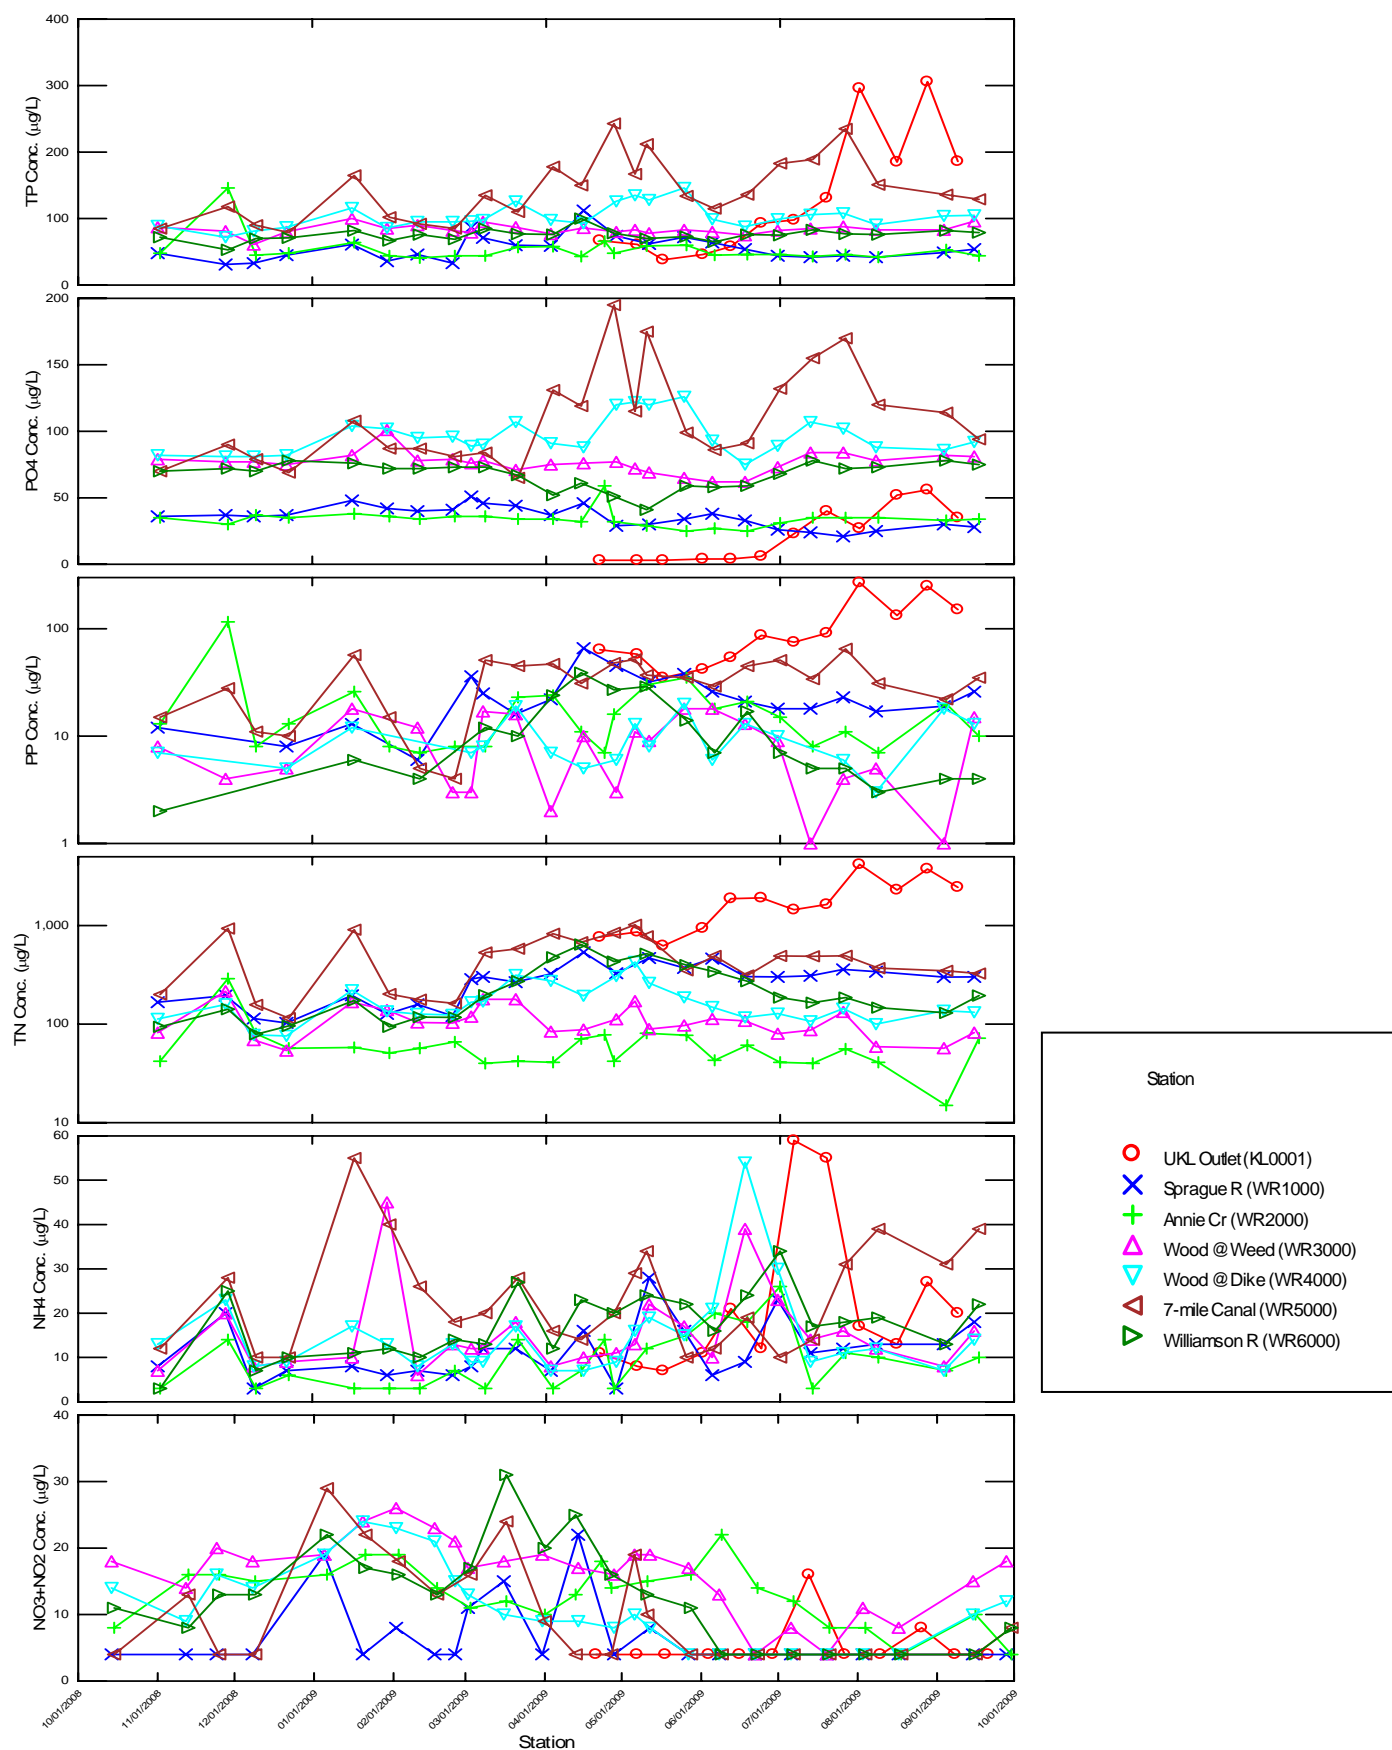 400
300
200
100
0
TP Conc. (µg/L)
200
150
100
50
0
PO4 Conc. (µg/L)
100
10
1
PP Conc. (µg/L)
1,000
100
10
TN Conc. (µg/L)
60
50
40
30
20
10
0
NH4 Conc. (µg/L)
40
30
20
10
0
NO3+NO2 Conc. (µg/L)
10/01/2008
11/01/2008
12/01/2008
01/01/2009
02/01/2009
03/01/2009
04/01/2009
05/01/2009
06/01/2009
07/01/2009
08/01/2009
09/01/2009
10/01/2009
Station
Station
UKL Outlet (KL0001)
Sprague R (WR1000)
Annie Cr (WR2000)
Wood @ Weed (WR3000)
Wood @ Dike (WR4000)
7-mile Canal (WR5000)
Williamson R (WR6000)